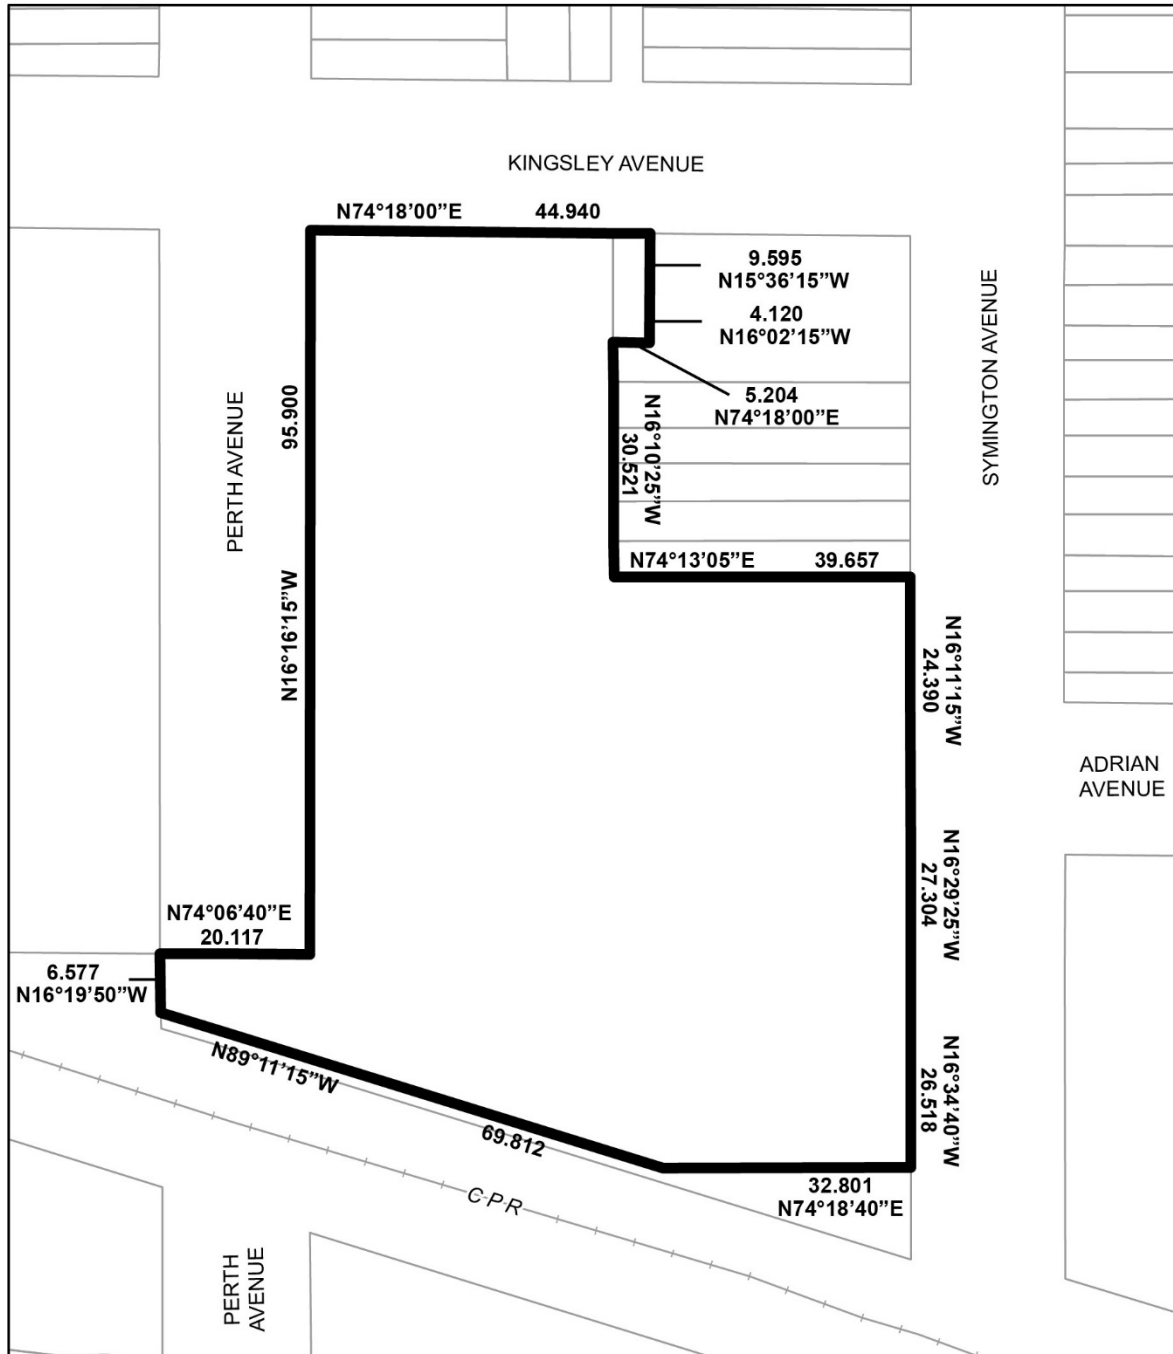 KINGSLEY AVENUE
N74°18’00”E 44.940
9.595
N15°36’15”W
4.120
N16°02’15”W
5.204
N74°18’00”E
SYMINGTON AVENUE
PERTH AVENUE
95.900
N16°16’15”W
N16°10’25”W
30.521
N74°13’05”E 39.657
N16°11’15”W
24.390
ADRIAN
AVENUE
N16°29’25”W
27.304
N74°06’40”E
20.117
6.577
N16°19’50”W
N89°11’15”W
69.812
N16°34’40”W
26.518
32.801
N74°18’40”E
CPR
PERTH
AVENUE